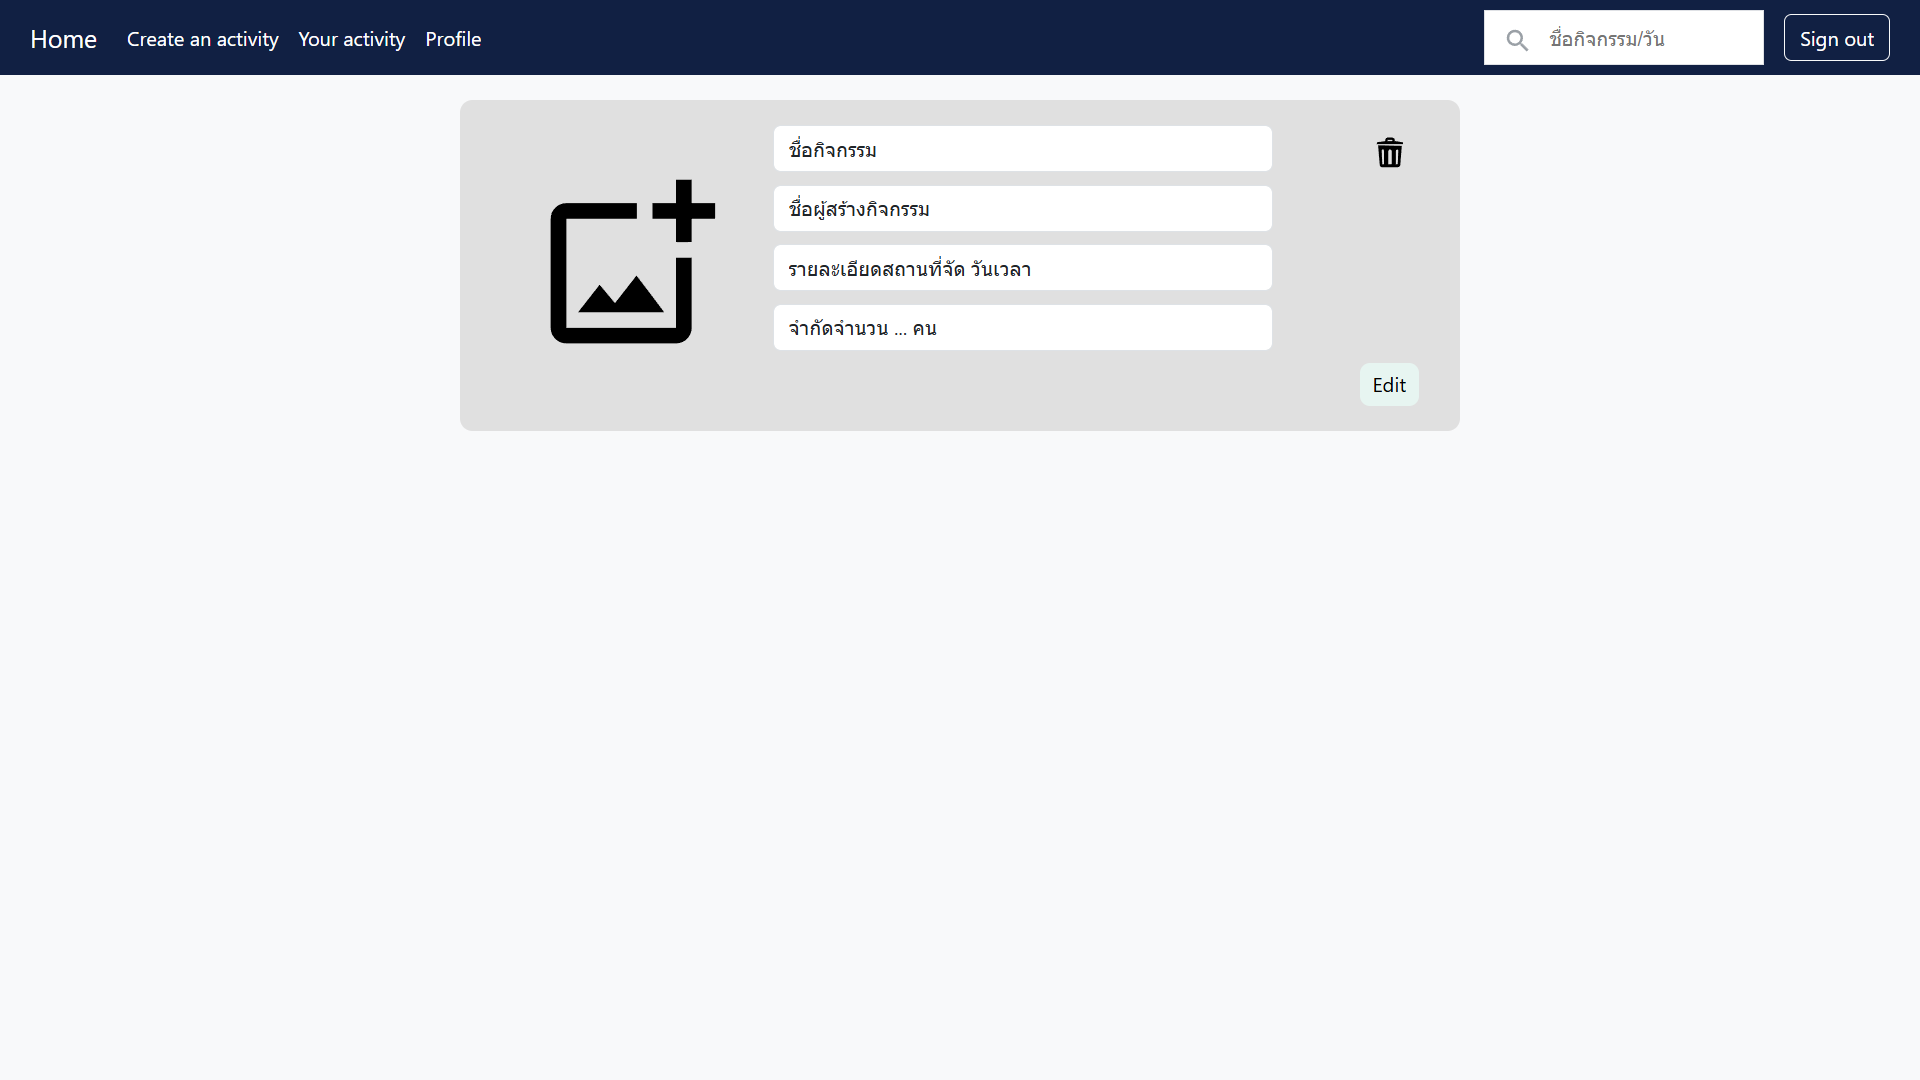 Home Create an activity Your activity Profile ชื่อกิจกรรม/วัน Sign out
ชื่อกิจกรรม
ชื่อผู้สร้างกิจกรรม
รายละเอียดสถานที่จัด วันเวลา
จำกัดจำนวน ... คน
Edit